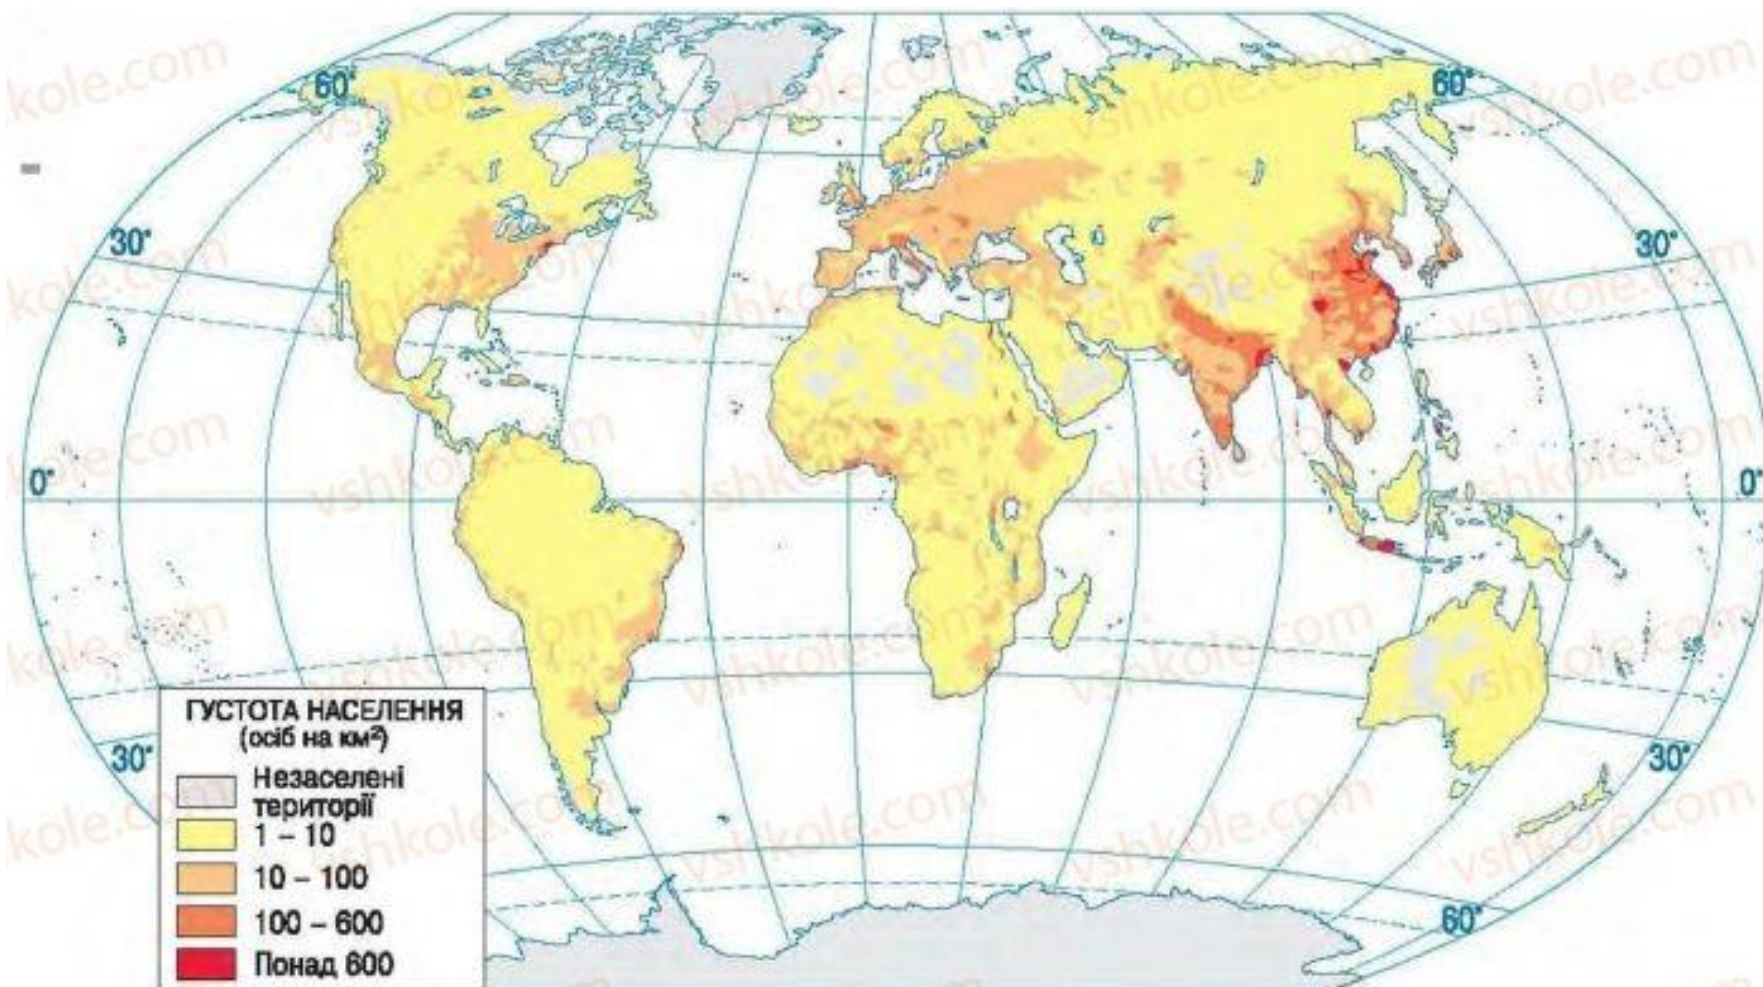 60°
60°
30°
30°
0°
0°
30°
30°
60°
ГУСТОТА НАСЕЛЕННЯ
(осіб на км²)
Незаселені
території
1 – 10
10 – 100
100 – 600
Понад 600
vshkole.com